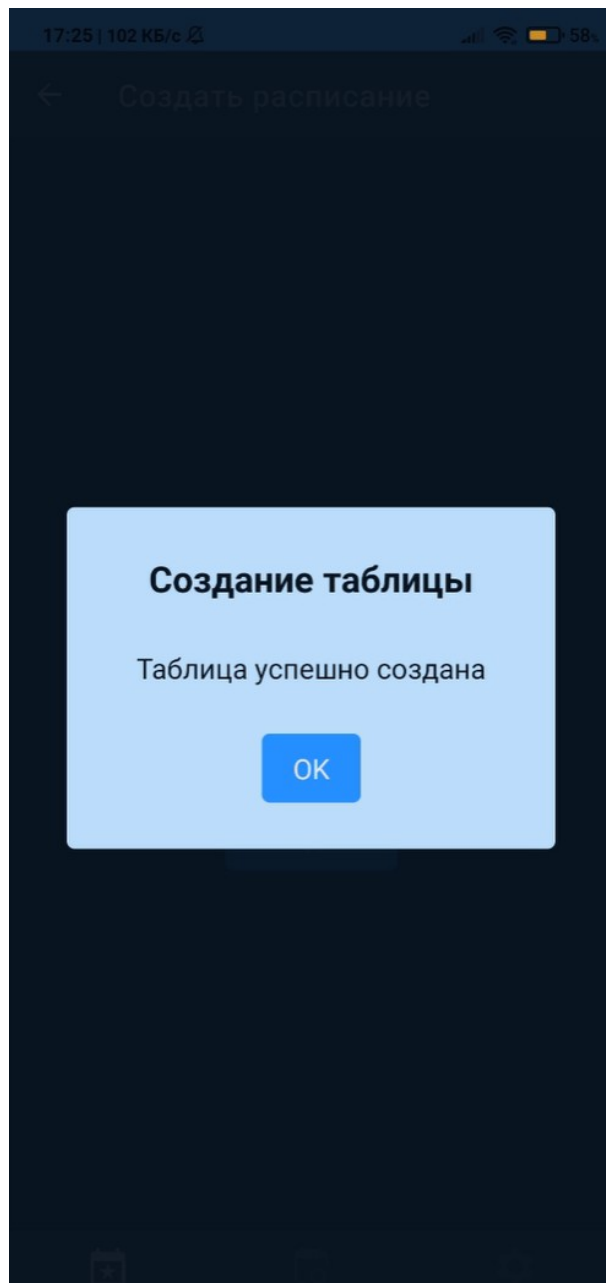 17:25 | 102 КБ/с
58%
Создать расписание
Создание таблицы
Таблица успешно создана
OK